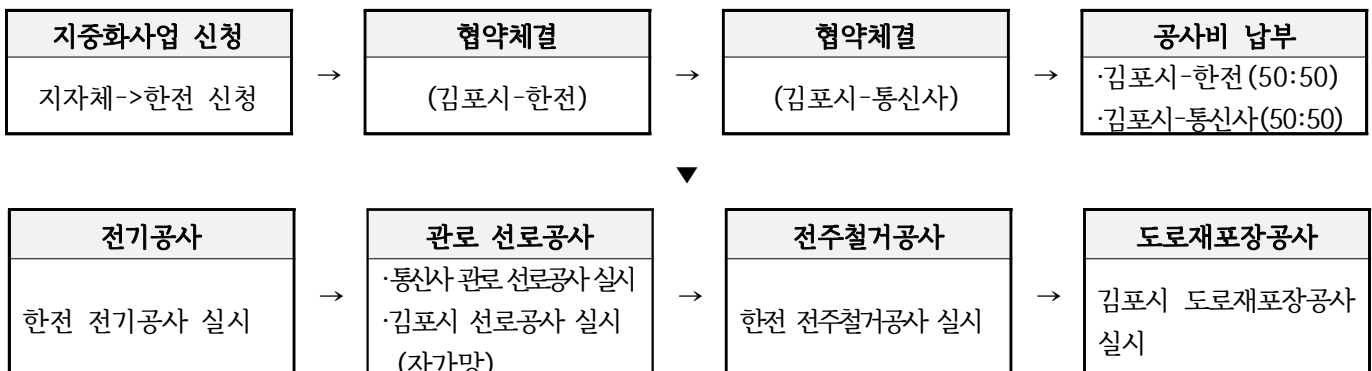 지중화사업 신청
지자체->한전 신청
→
협약체결
(김포시-한전)
→
협약체결
(김포시-통신사)
→
공사비 납부
·김포시-한전(50:50)
·김포시-통신사(50:50)
▼
전기공사
한전 전기공사 실시
→
관로 선로공사
·통신사 관로 선로공사 실시
·김포시 선로공사 실시
(자가망)
→
전주철거공사
한전 전주철거공사 실시
→
도로재포장공사
김포시 도로재포장공사
실시